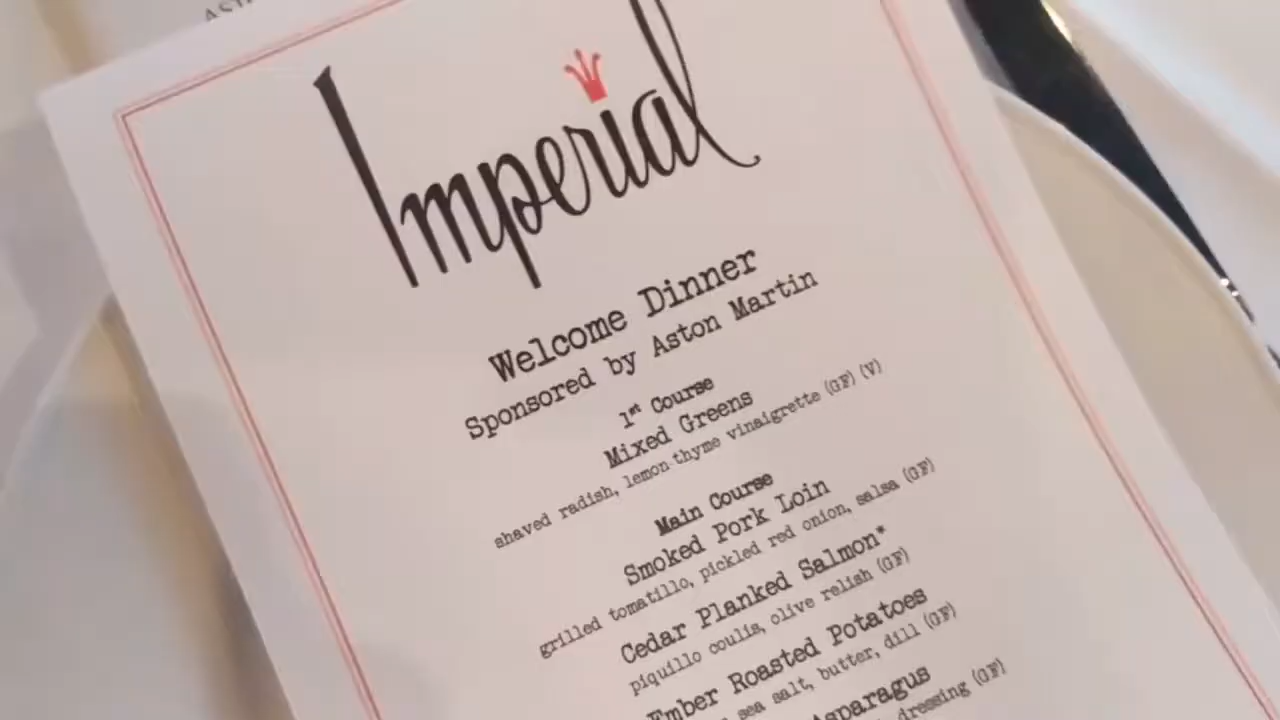 Imperial
Welcome Dinner
Sponsored by Aston Martin
1st Course
Mixed Greens
shaved radish, lemon thyme vinaigrette (GF) (V)
Main Course
Smoked Pork Loin
grilled tomatillo, pickled red onion, salsa (GF)
Cedar Planked Salmon*
piquillo coulis, olive relish (GF)
Ember Roasted Potatoes
sea salt, butter, dill (GF)
Asparagus
dressing (GF)